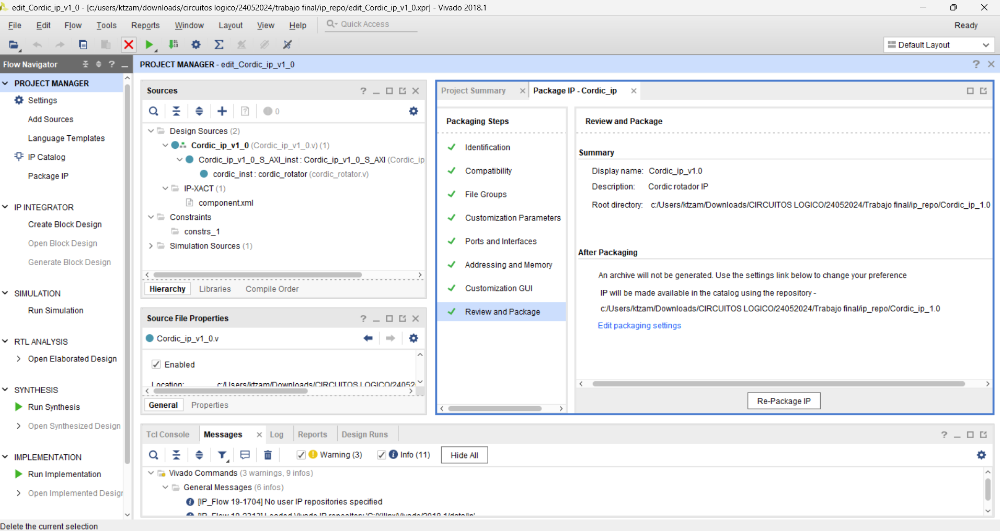 edit_Cordic_ip_v1_0 - [c:/users/ktzam/downloads/circuitos logico/24052024/trabajo final/ip_repo/edit_Cordic_ip_v1_0.xpr] - Vivado 2018.1
File Edit Flow Tools Reports Window Layout View Help Quick Access Ready
Default Layout
Flow Navigator
PROJECT MANAGER
Settings
Add Sources
Language Templates
IP Catalog
Package IP
IP INTEGRATOR
Create Block Design
Open Block Design
Generate Block Design
SIMULATION
Run Simulation
RTL ANALYSIS
Open Elaborated Design
SYNTHESIS
Run Synthesis
Open Synthesized Design
IMPLEMENTATION
Run Implementation
Open Implemented Design
PROJECT MANAGER - edit_Cordic_ip_v1_0
Sources
0
Design Sources (2)
Cordic_ip_v1_0 (Cordic_ip_v1_0.v) (1)
Cordic_ip_v1_0_S_AXI_inst : Cordic_ip_v1_0_S_AXI (Cordic_ip
cordic_inst : cordic_rotator (cordic_rotator.v)
IP-XACT (1)
component.xml
Constraints
constrs_1
Simulation Sources (1)
Hierarchy Libraries Compile Order
Source File Properties
Cordic_ip_v1_0.v
Enabled
Location: c:/Users/ktzam/Downloads/CIRCUITOS LOGICO/24052
General Properties
Project Summary Package IP - Cordic_ip
Packaging Steps
Identification
Compatibility
File Groups
Customization Parameters
Ports and Interfaces
Addressing and Memory
Customization GUI
Review and Package
Review and Package
Summary
Display name: Cordic_ip_v1.0
Description: Cordic rotador IP
Root directory: c:/Users/ktzam/Downloads/CIRCUITOS LOGICO/24052024/Trabajo final/ip_repo/Cordic_ip_1.0
After Packaging
An archive will not be generated. Use the settings link below to change your preference
IP will be made available in the catalog using the repository -
c:/Users/ktzam/Downloads/CIRCUITOS LOGICO/24052024/Trabajo final/ip_repo/Cordic_ip_1.0
Edit packaging settings
Re-Package IP
Tcl Console Messages Log Reports Design Runs
Warning (3) Info (11) Hide All
Vivado Commands (3 warnings, 9 infos)
General Messages (6 infos)
[IP_Flow 19-1704] No user IP repositories specified
[IP_Flow 19-2313] Loaded Vivado IP repository 'C:/Xilinx/Vivado/2018.1/data/ip'.
Delete the current selection